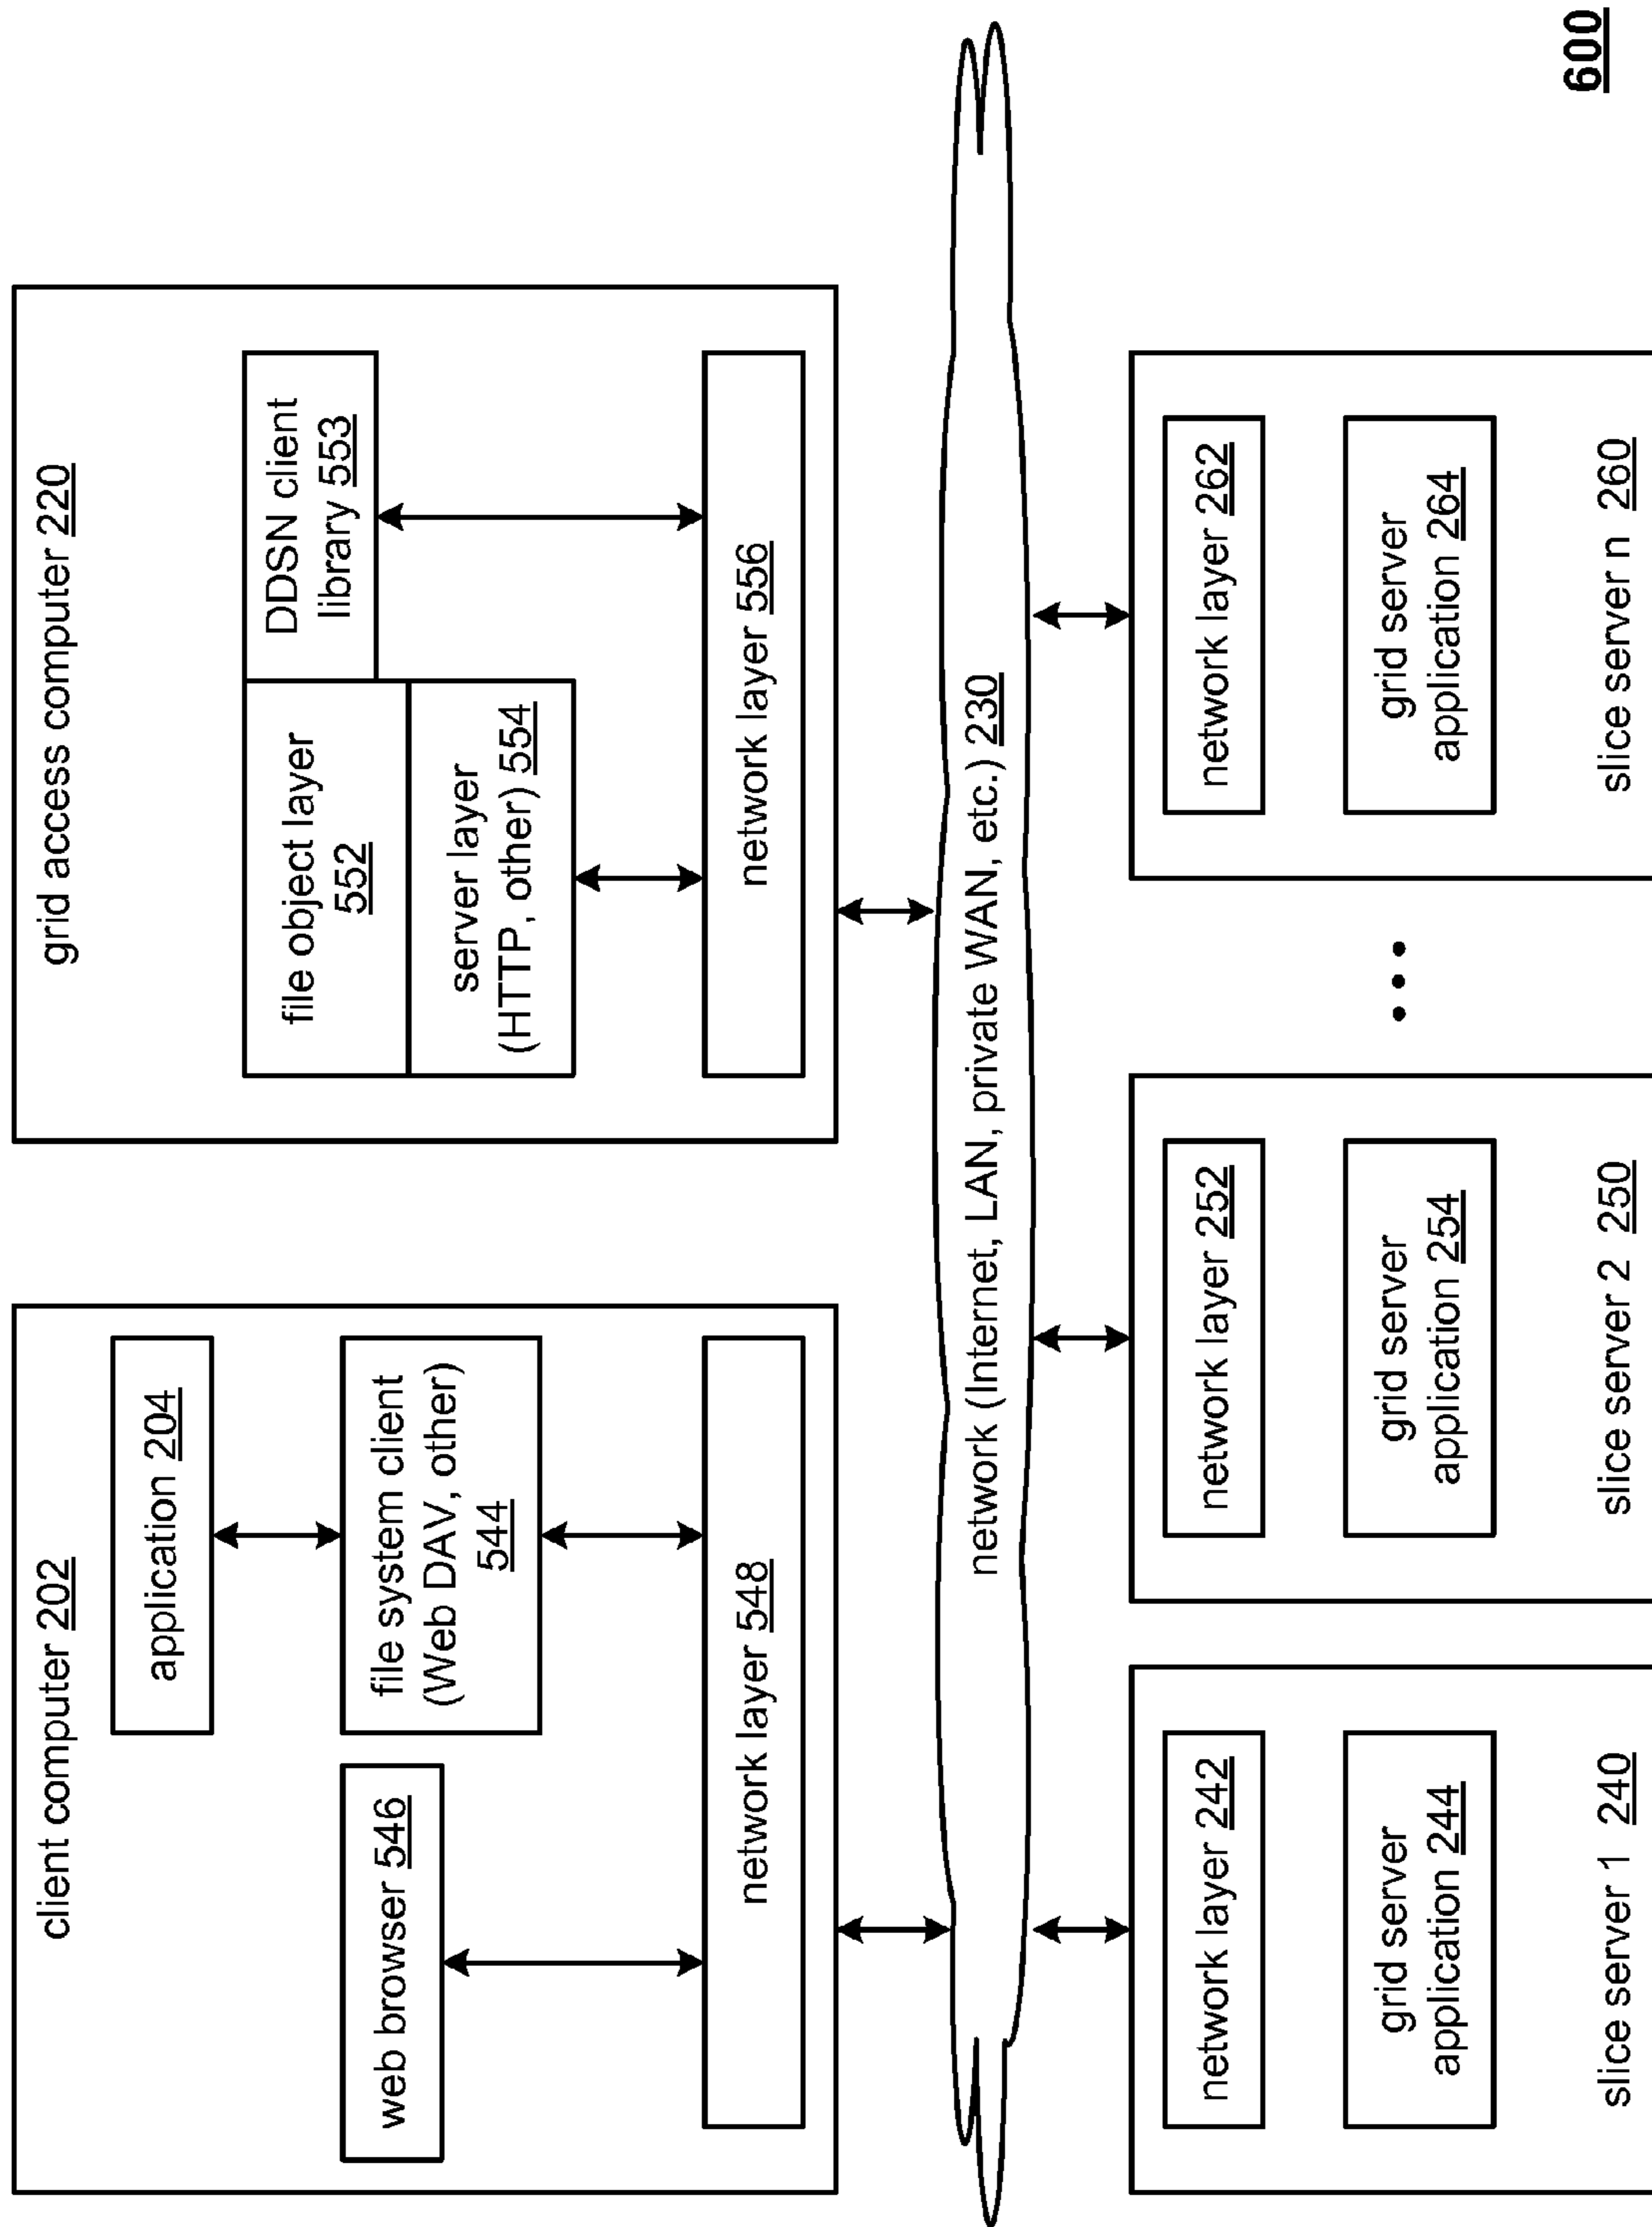 client computer 202
application 204
web browser 546
file system client
(Web DAV, other)
544
network layer 548
grid access computer 220
file object layer
552
DDSN client
library 553
server layer
(HTTP, other) 554
network layer 556
network (Internet, LAN, private WAN, etc.) 230
network layer 242
grid server
application 244
slice server 1 240
network layer 252
grid server
application 254
slice server 2 250
...
network layer 262
grid server
application 264
slice server n 260
600